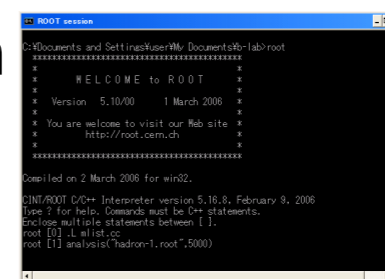 ROOT session
C:¥Documents and Settings¥user¥My Documents¥b-lab>root
*******************************************
* *
* W E L C O M E to R O O T *
* *
* Version 5.10/00 1 March 2006 *
* *
* You are welcome to visit our Web site *
* http://root.cern.ch *
* *
*******************************************
Compiled on 2 March 2006 for win32.
CINT/ROOT C/C++ Interpreter version 5.16.8, February 9, 2006
Type ? for help. Commands must be C++ statements.
Enclose multiple statements between { }.
root [0] .L mlist.cc
root [1] analysis("hadron-1.root",5000)